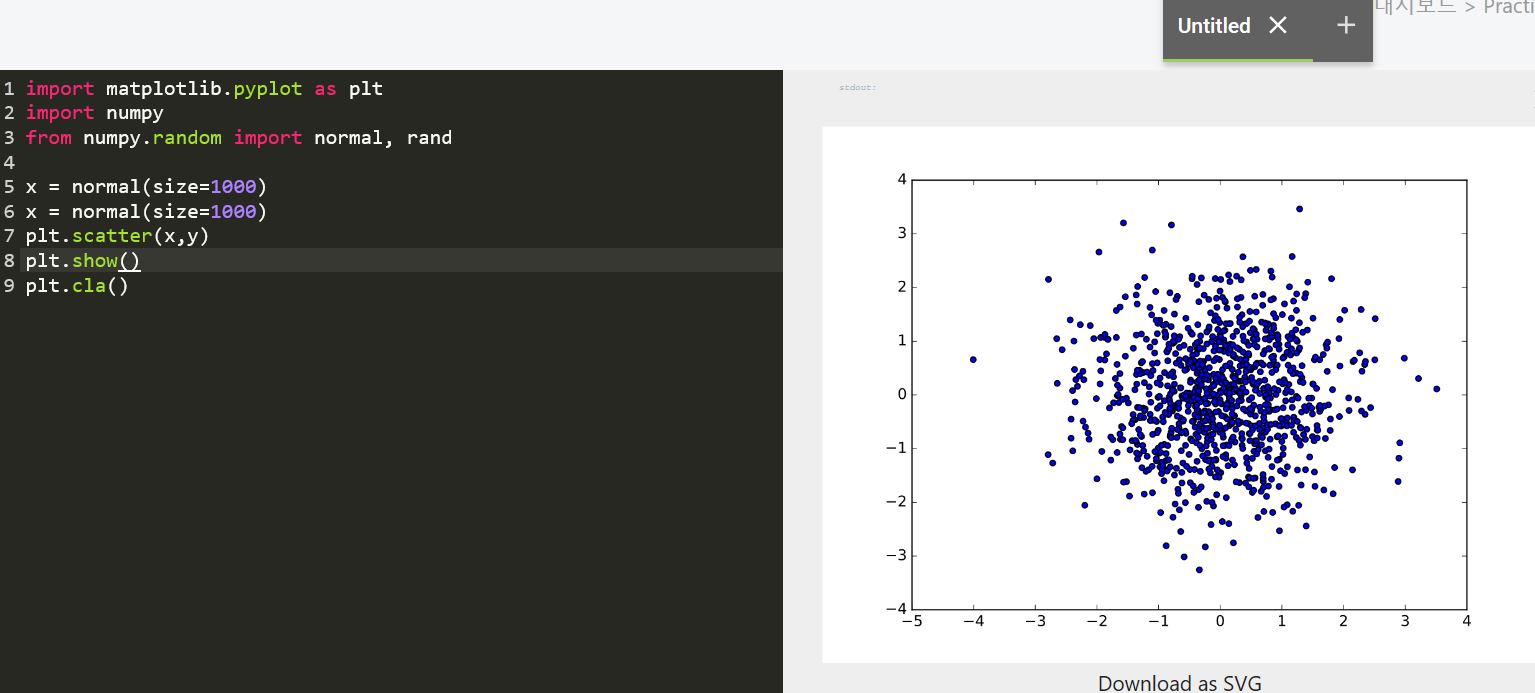 대시보드 > Practi
Untitled × +
1 import matplotlib.pyplot as plt
2 import numpy
3 from numpy.random import normal, rand
4
5 x = normal(size=1000)
6 x = normal(size=1000)
7 plt.scatter(x,y)
8 plt.show()
9 plt.cla()
stdout:
4
3
2
1
0
−1
−2
−3
−4
−5 −4 −3 −2 −1 0 1 2 3 4
Download as SVG